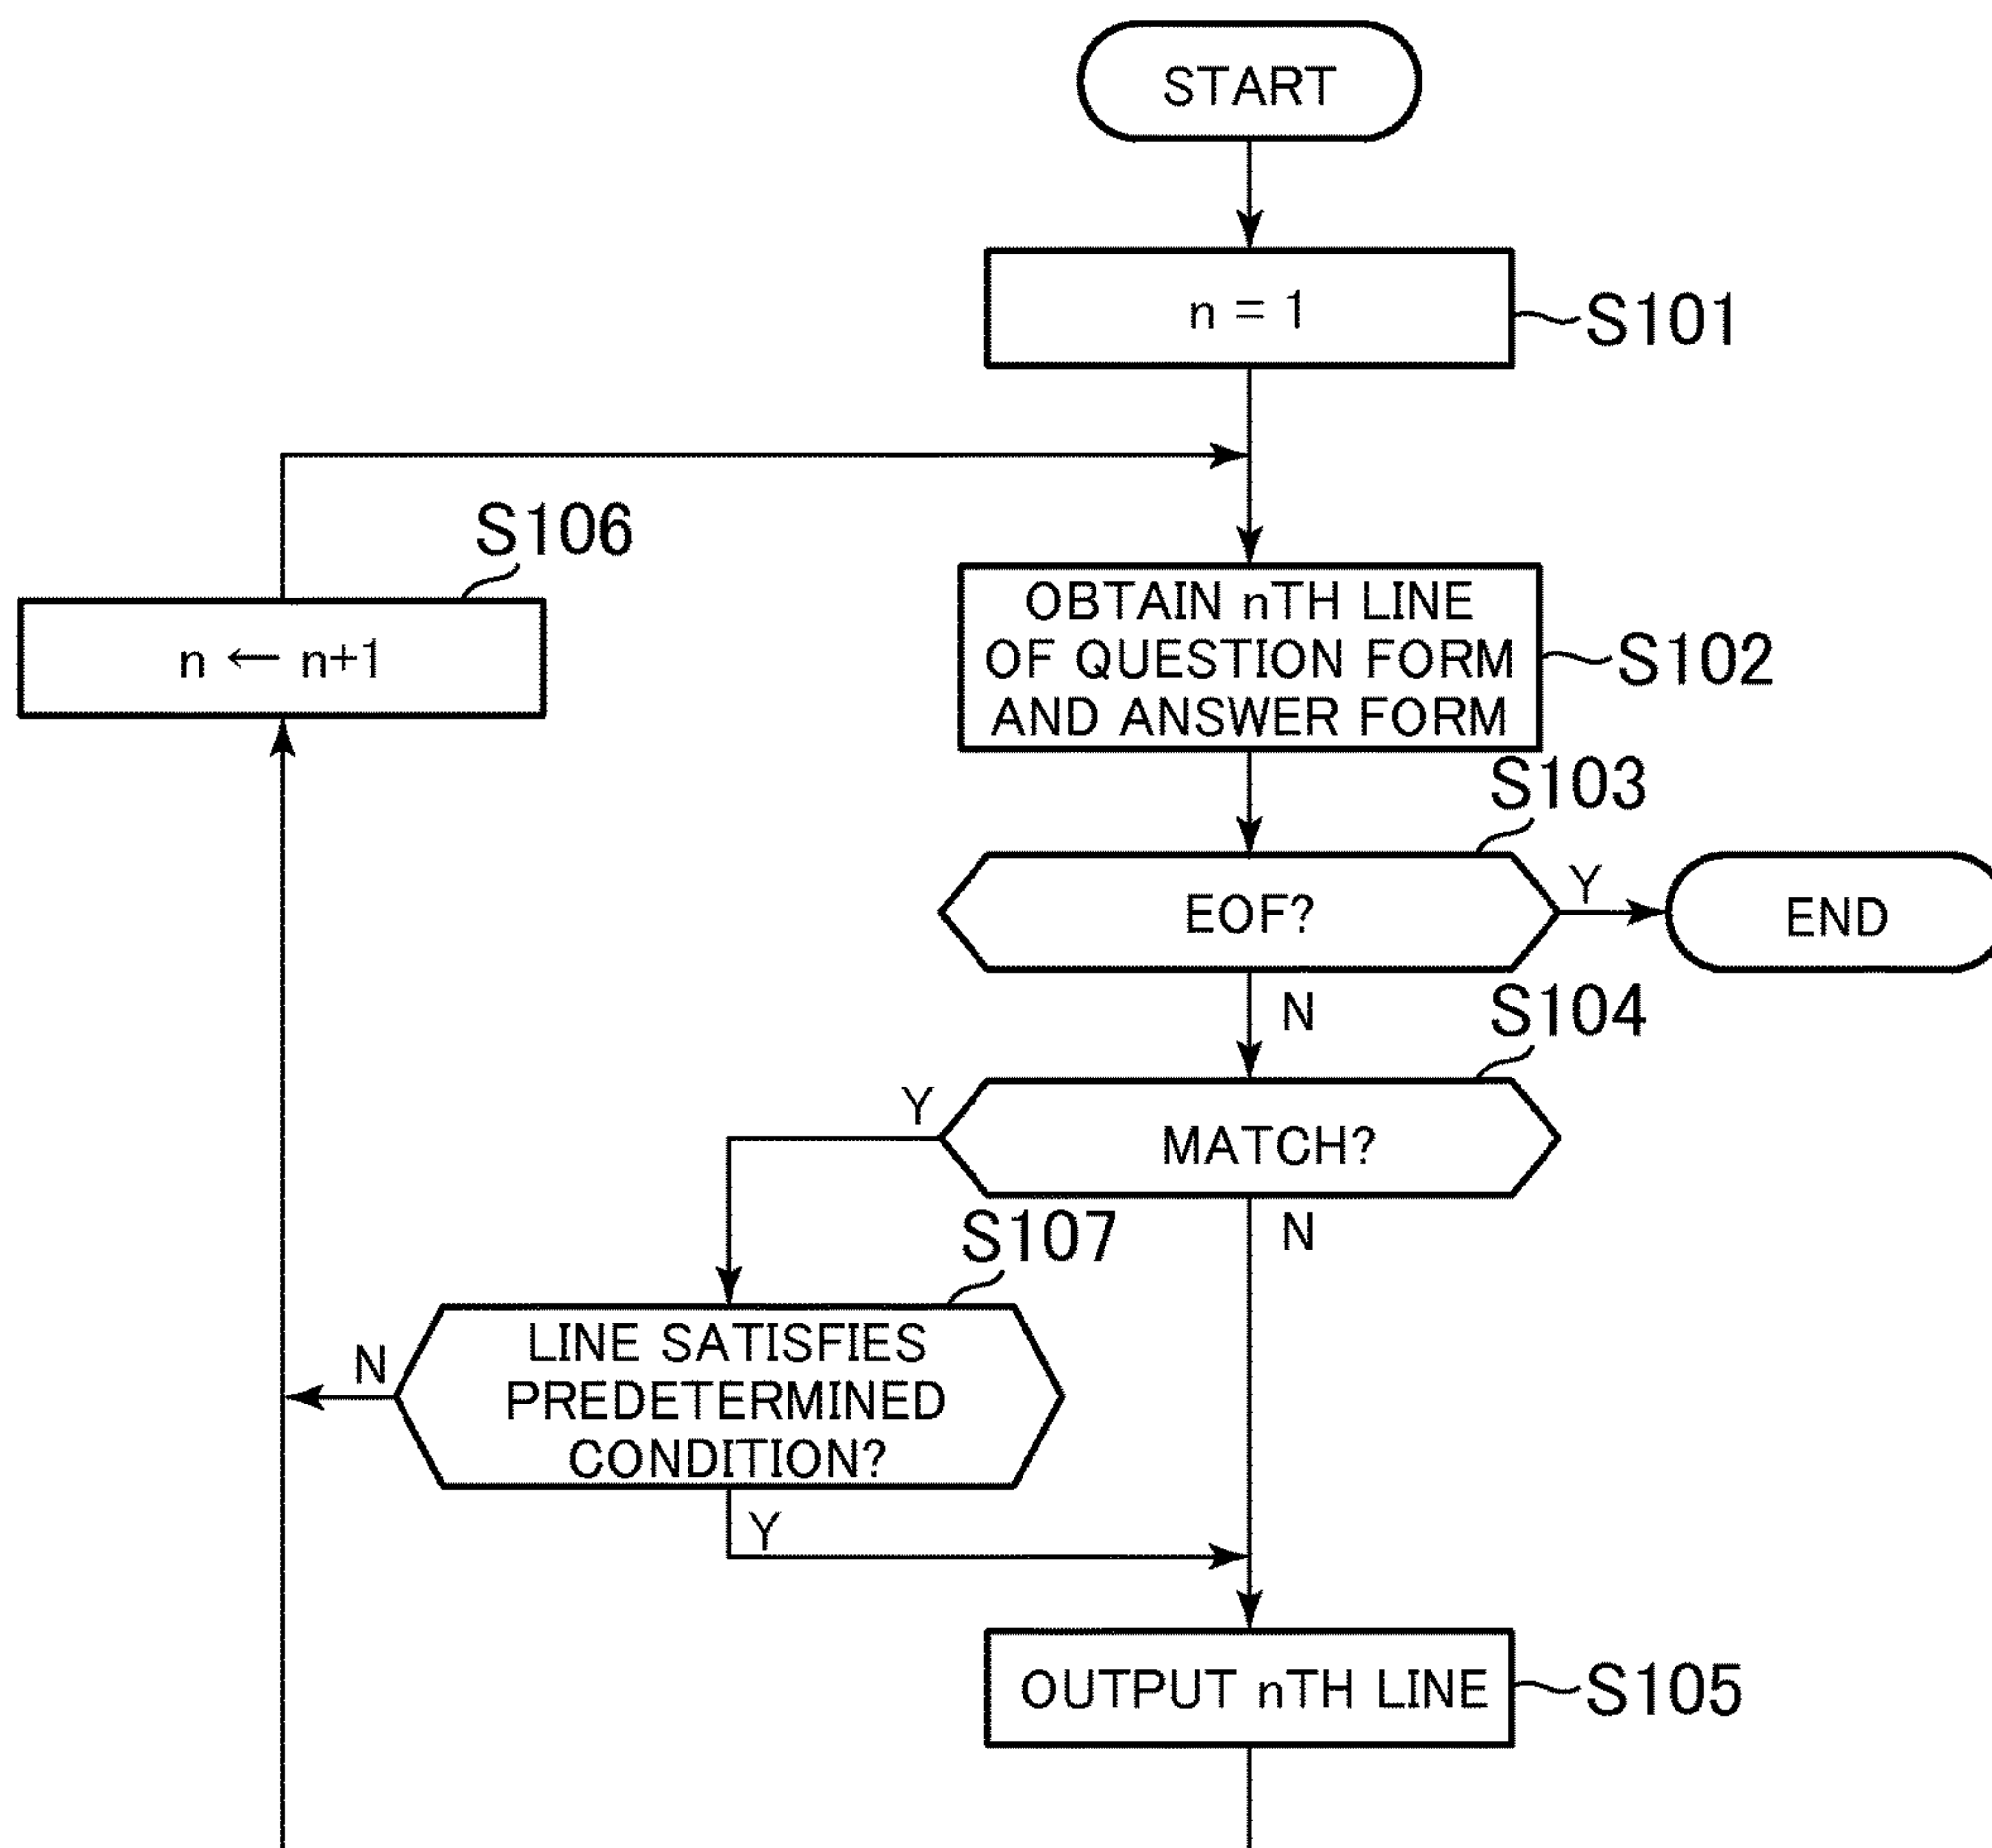 START
n = 1
S101
S106
n ← n+1
OBTAIN nTH LINE
OF QUESTION FORM
AND ANSWER FORM
S102
S103
EOF?
Y
END
N
S104
Y
MATCH?
N
S107
LINE SATISFIES
PREDETERMINED
CONDITION?
N
Y
OUTPUT nTH LINE
S105